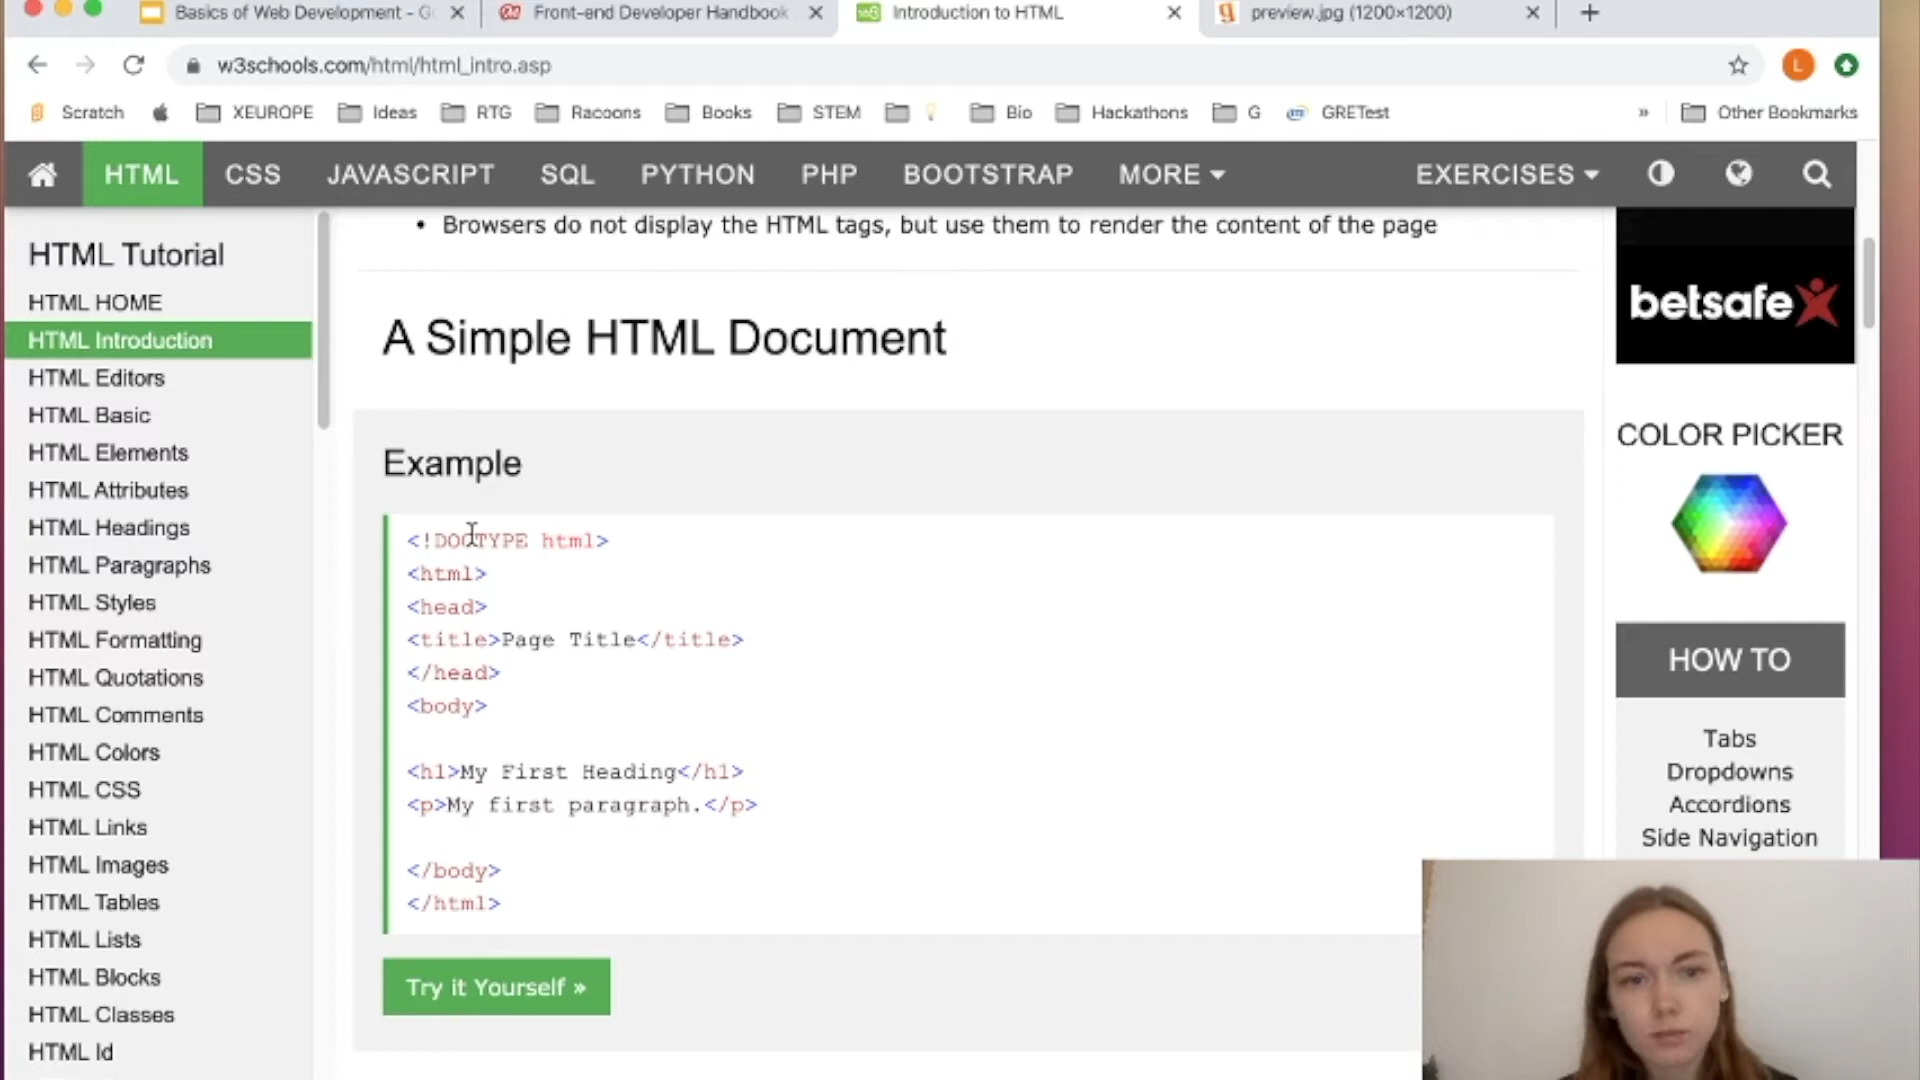 Basics of Web Development - G
Front-end Developer Handbook
Introduction to HTML
preview.jpg (1200×1200)
w3schools.com/html/html_intro.asp
L
Scratch
XEUROPE
Ideas
RTG
Racoons
Books
STEM
Bio
Hackathons
G
GRETest
»
Other Bookmarks
HTML
CSS
JAVASCRIPT
SQL
PYTHON
PHP
BOOTSTRAP
MORE
EXERCISES
HTML Tutorial
HTML HOME
HTML Introduction
HTML Editors
HTML Basic
HTML Elements
HTML Attributes
HTML Headings
HTML Paragraphs
HTML Styles
HTML Formatting
HTML Quotations
HTML Comments
HTML Colors
HTML CSS
HTML Links
HTML Images
HTML Tables
HTML Lists
HTML Blocks
HTML Classes
HTML Id
• Browsers do not display the HTML tags, but use them to render the content of the page
A Simple HTML Document
Example
<!DOCTYPE html>
<html>
<head>
<title>Page Title</title>
</head>
<body>
<h1>My First Heading</h1>
<p>My first paragraph.</p>
</body>
</html>
Try it Yourself »
betsafe
COLOR PICKER
HOW TO
Tabs
Dropdowns
Accordions
Side Navigation